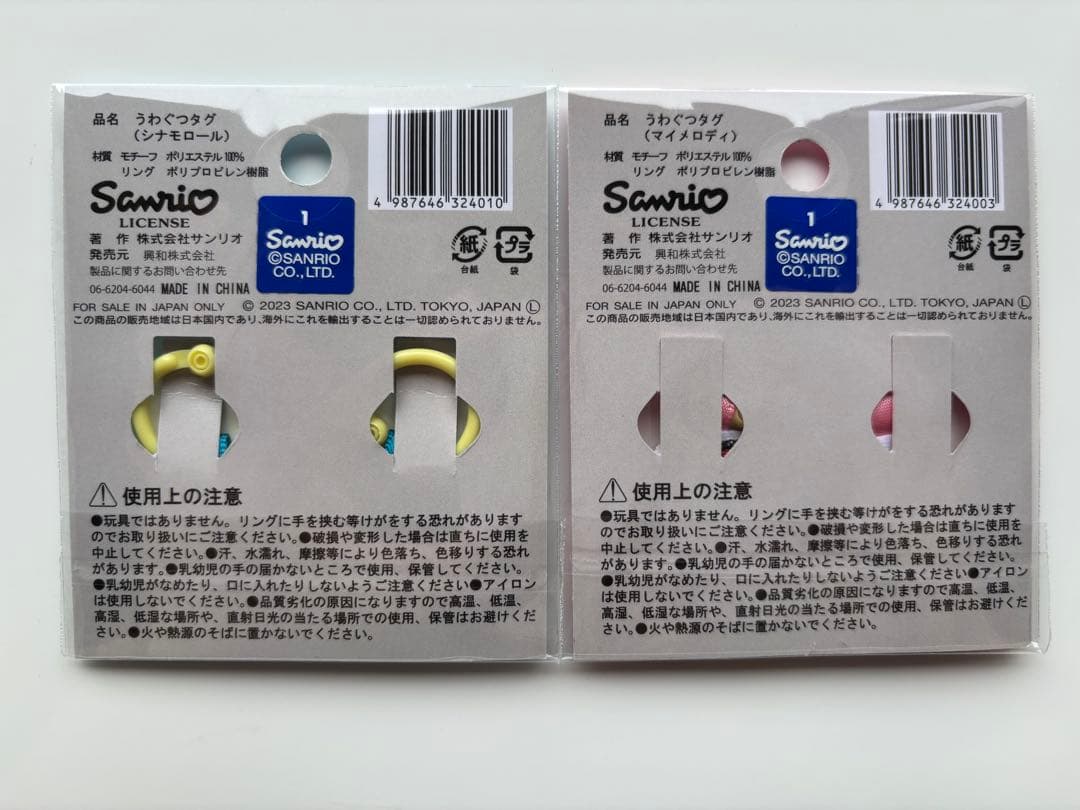 品名 うわぐつタグ
(シナモロール)
材質 モチーフ ポリエステル100%
リング ポリプロピレン樹脂
Sanrio
LICENSE
著 作 株式会社サンリオ
発売元 興和株式会社
製品に関するお問い合わせ先
06-6204-6044 MADE IN CHINA
1
Sanrio
©SANRIO
CO., LTD.
4 987646 324010
紙
台紙
プラ
袋
FOR SALE IN JAPAN ONLY © 2023 SANRIO CO., LTD. TOKYO, JAPAN Ⓛ
この商品の販売地域は日本国内であり、海外にこれを輸出することは一切認められておりません。
使用上の注意
●玩具ではありません。リングに手を挟む等けがをする恐れがあります
のでお取り扱いにご注意ください。●破損や変形した場合は直ちに使用を
中止してください。●汗、水濡れ、摩擦等により色落ち、色移りする恐れ
があります。●乳幼児の手の届かないところで使用、保管してください。
●乳幼児がなめたり、口に入れたりしないようご注意ください●アイロン
は使用しないでください。●品質劣化の原因になりますので高温、低温、
高湿、低湿な場所や、直射日光の当たる場所での使用、保管はお避けくだ
さい。●火や熱源のそばに置かないでください。
品名 うわぐつタグ
(マイメロディ)
材質 モチーフ ポリエステル100%
リング ポリプロピレン樹脂
Sanrio
LICENSE
著 作 株式会社サンリオ
発売元 興和株式会社
製品に関するお問い合わせ先
06-6204-6044 MADE IN CHINA
1
Sanrio
©SANRIO
CO., LTD.
4 987646 324003
紙
台紙
プラ
袋
FOR SALE IN JAPAN ONLY © 2023 SANRIO CO., LTD. TOKYO, JAPAN Ⓛ
この商品の販売地域は日本国内であり、海外にこれを輸出することは一切認められておりません。
使用上の注意
●玩具ではありません。リングに手を挟む等けがをする恐れがあります
のでお取り扱いにご注意ください。●破損や変形した場合は直ちに使用を
中止してください。●汗、水濡れ、摩擦等により色落ち、色移りする恐れ
があります。●乳幼児の手の届かないところで使用、保管してください。
●乳幼児がなめたり、口に入れたりしないようご注意ください●アイロン
は使用しないでください。●品質劣化の原因になりますので高温、低温、
高湿、低湿な場所や、直射日光の当たる場所での使用、保管はお避けくだ
さい。●火や熱源のそばに置かないでください。